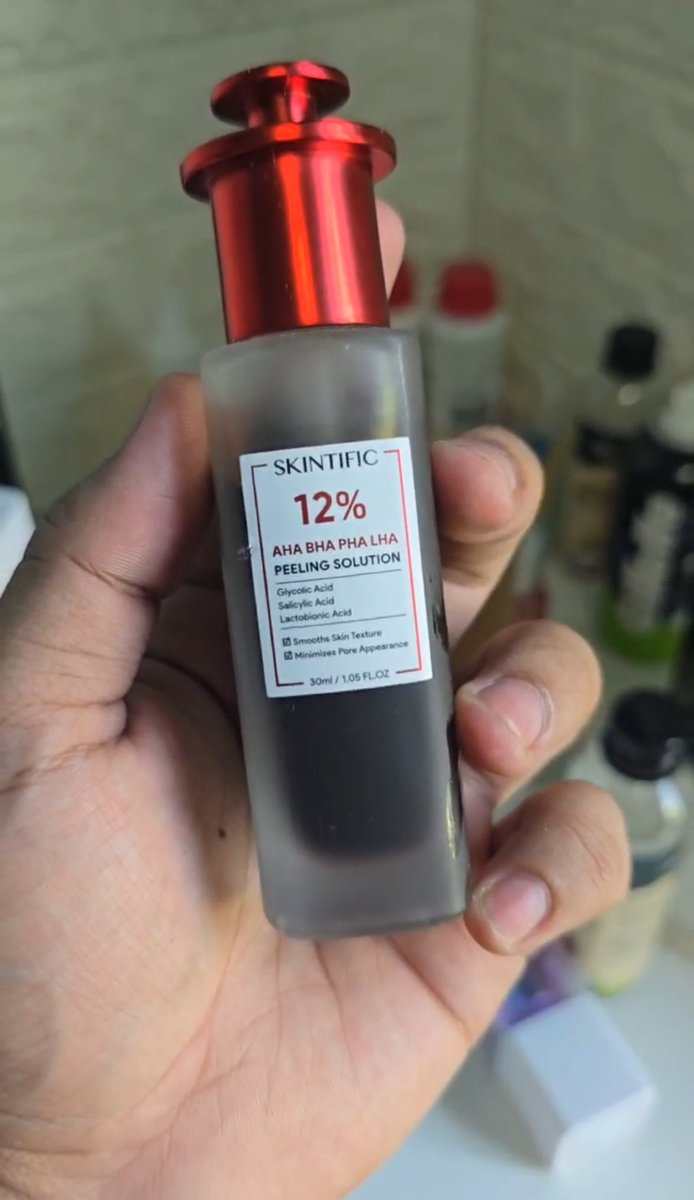 SKINTIFIC
12%
AHA BHA PHA LHA
PEELING SOLUTION
Glycolic Acid
Salicylic Acid
Lactobionic Acid
☑ Smooths Skin Texture
☑ Minimizes Pore Appearance
30ml / 1.05 FL.OZ